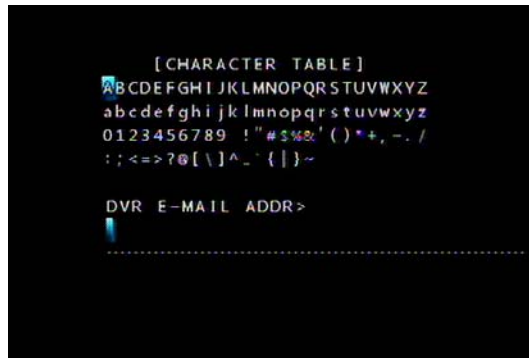 [CHARACTER TABLE]
ABCDEFGHIJKLMNOPQRSTUVWXYZ
abcdefghijklmnopqrstuvwxyz
0123456789 !"#$%&'()*+,-./
:;<=>?@[\]^_`{|}~
DVR E-MAIL ADDR>